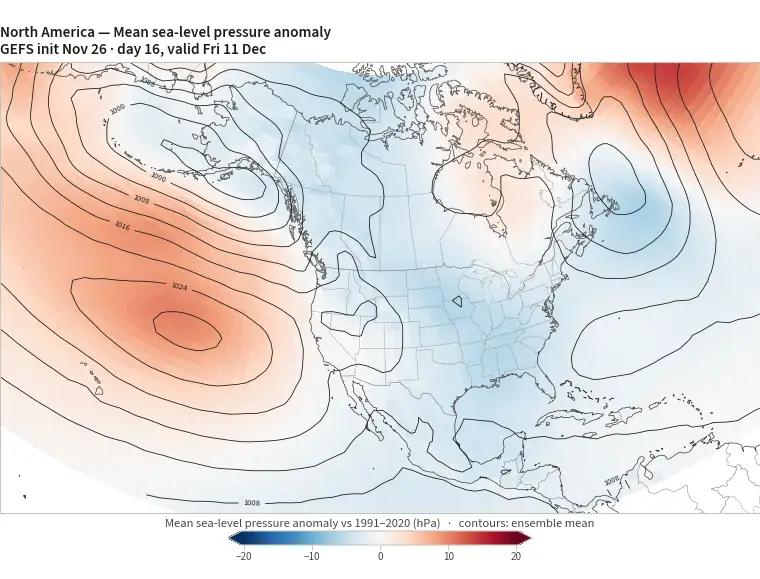 North America — Mean sea-level pressure anomaly
GEFS init Nov 26 · day 16, valid Fri 11 Dec
1008
1000
1000
1008
1016
1024
1008
1008
Mean sea-level pressure anomaly vs 1991–2020 (hPa) · contours: ensemble mean
−20 −10 0 10 20